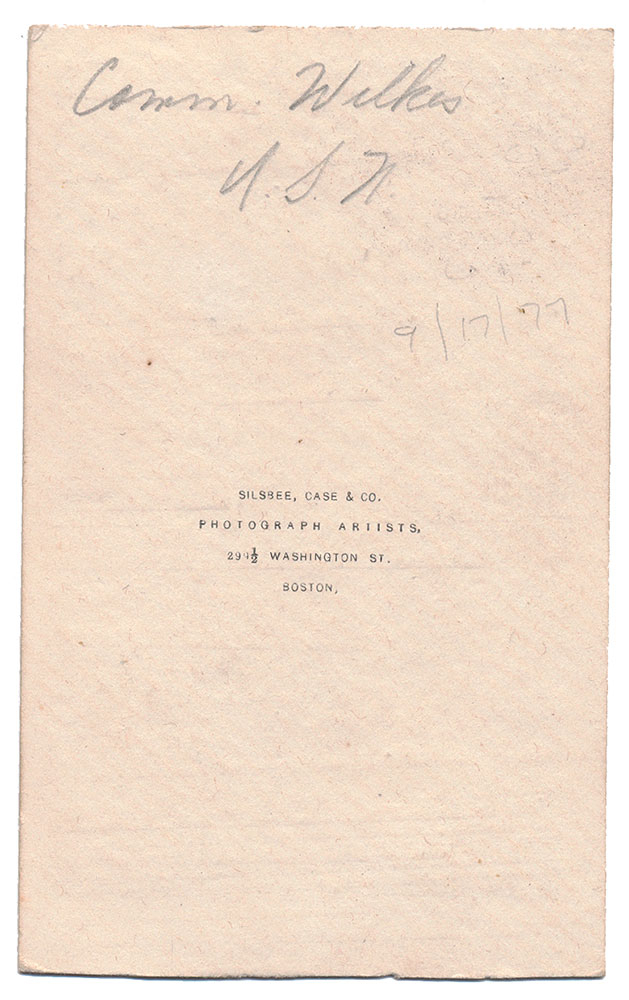 Comm. Wilkes
U.S.N.
9/17/77
SILSBEE, CASE & CO.
PHOTOGRAPH ARTISTS,
299½ WASHINGTON ST.
BOSTON,